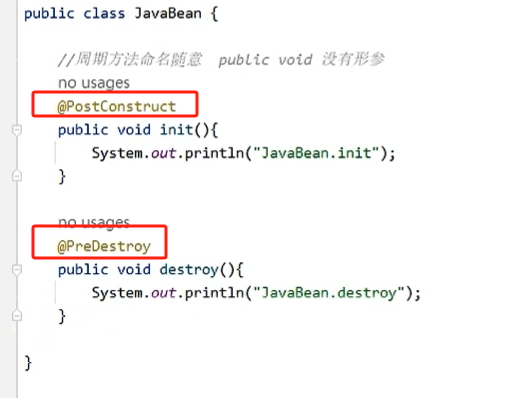 public class JavaBean {
//周期方法命名随意 public void 没有形参
no usages
@PostConstruct
public void init(){
System.out.println("JavaBean.init");
}
no usages
@PreDestroy
public void destroy(){
System.out.println("JavaBean.destroy");
}
}